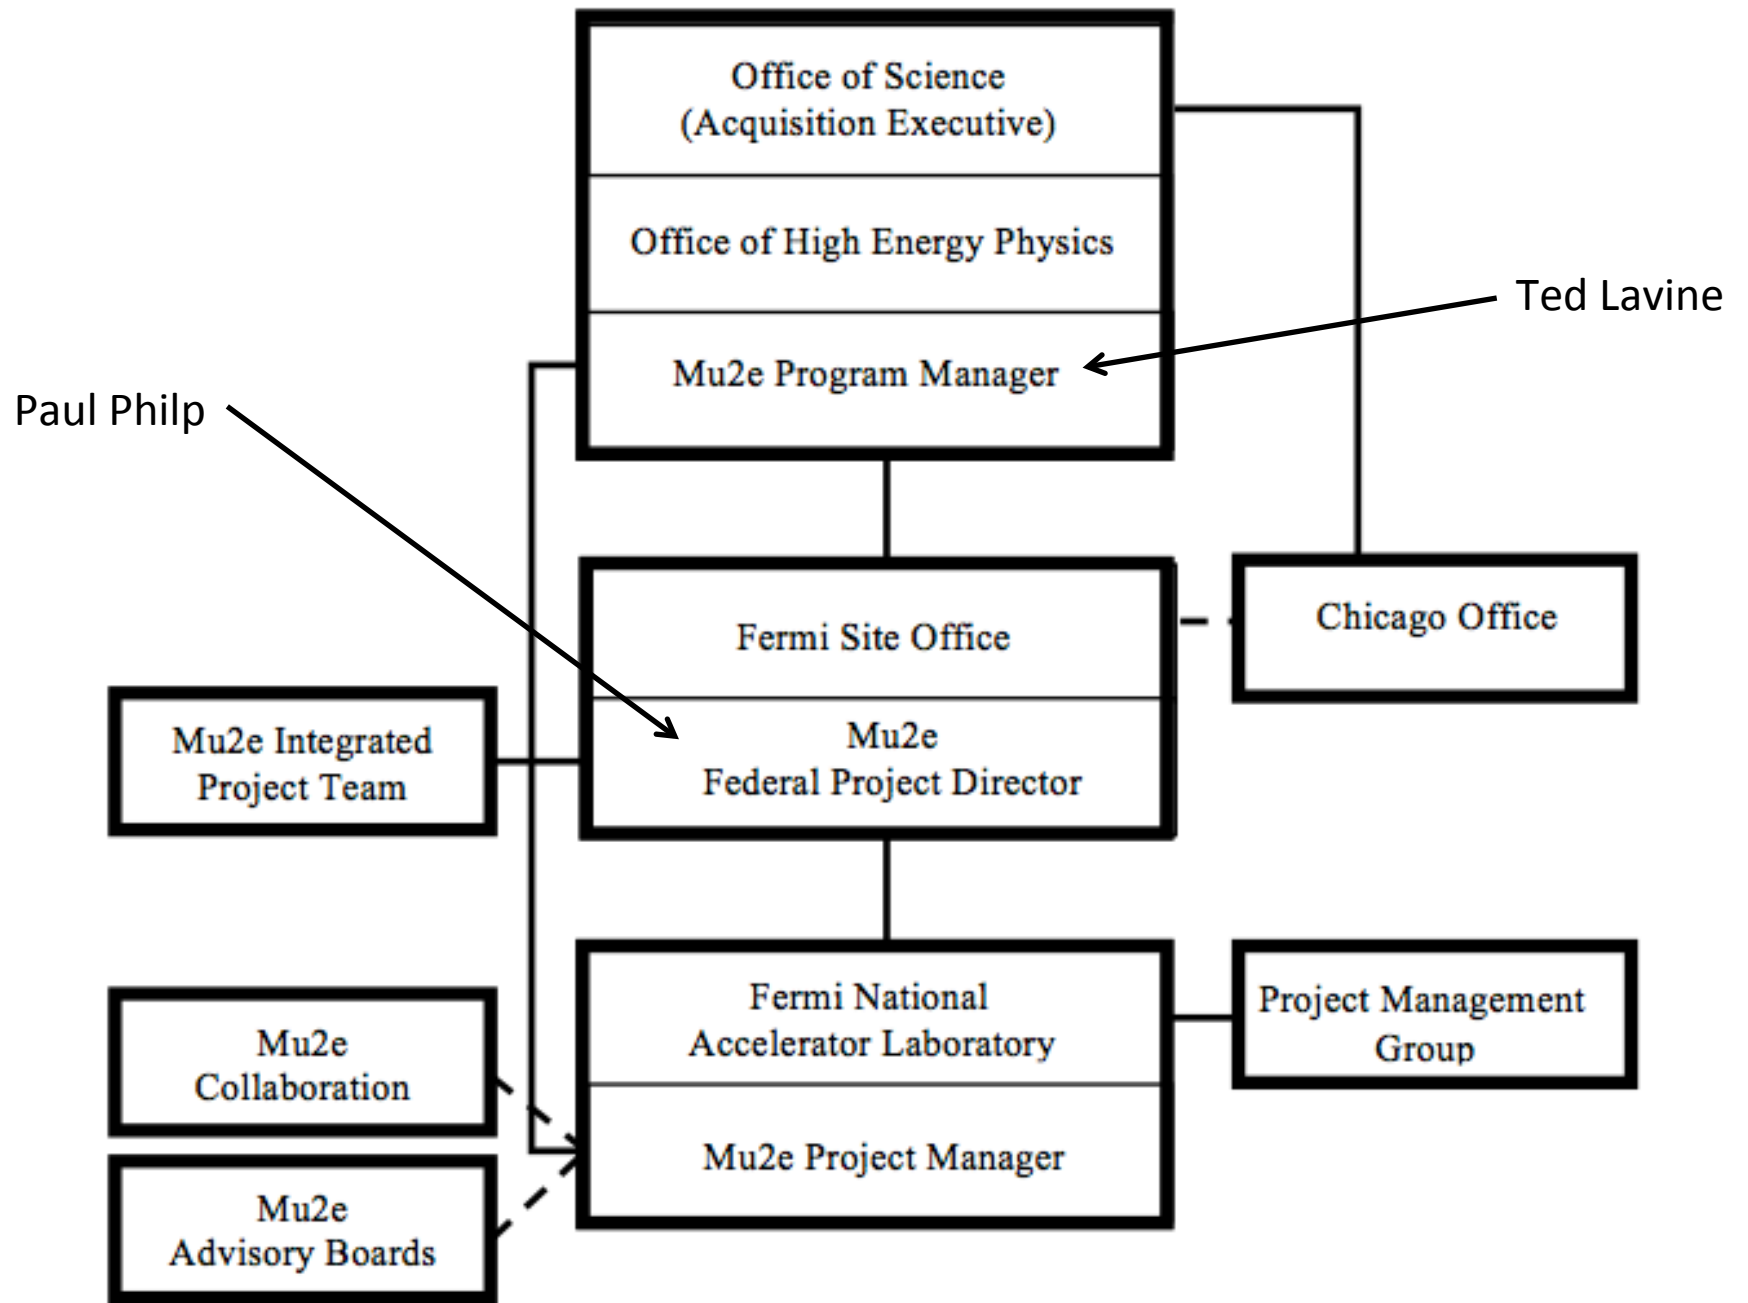 Office of Science
(Acquisition Executive)
Office of High Energy Physics
Ted Lavine
Mu2e Program Manager
Paul Philp
Fermi Site Office
Chicago Office
Mu2e
Federal Project Director
Mu2e Integrated
Project Team
Fermi National
Accelerator Laboratory
Project Management
Group
Mu2e
Collaboration
Mu2e Project Manager
Mu2e
Advisory Boards